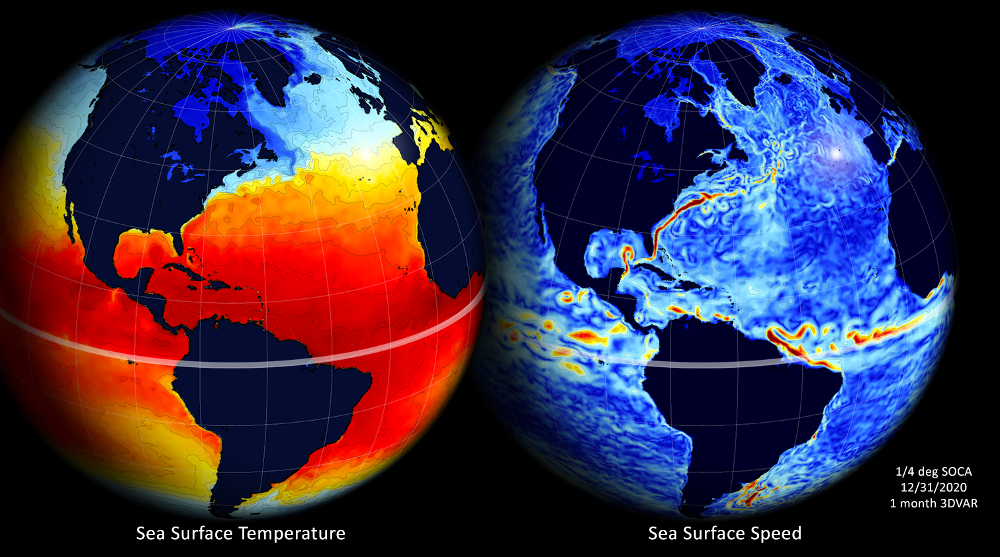 1/4 deg SOCA
12/31/2020
1 month 3DVAR
Sea Surface Temperature
Sea Surface Speed